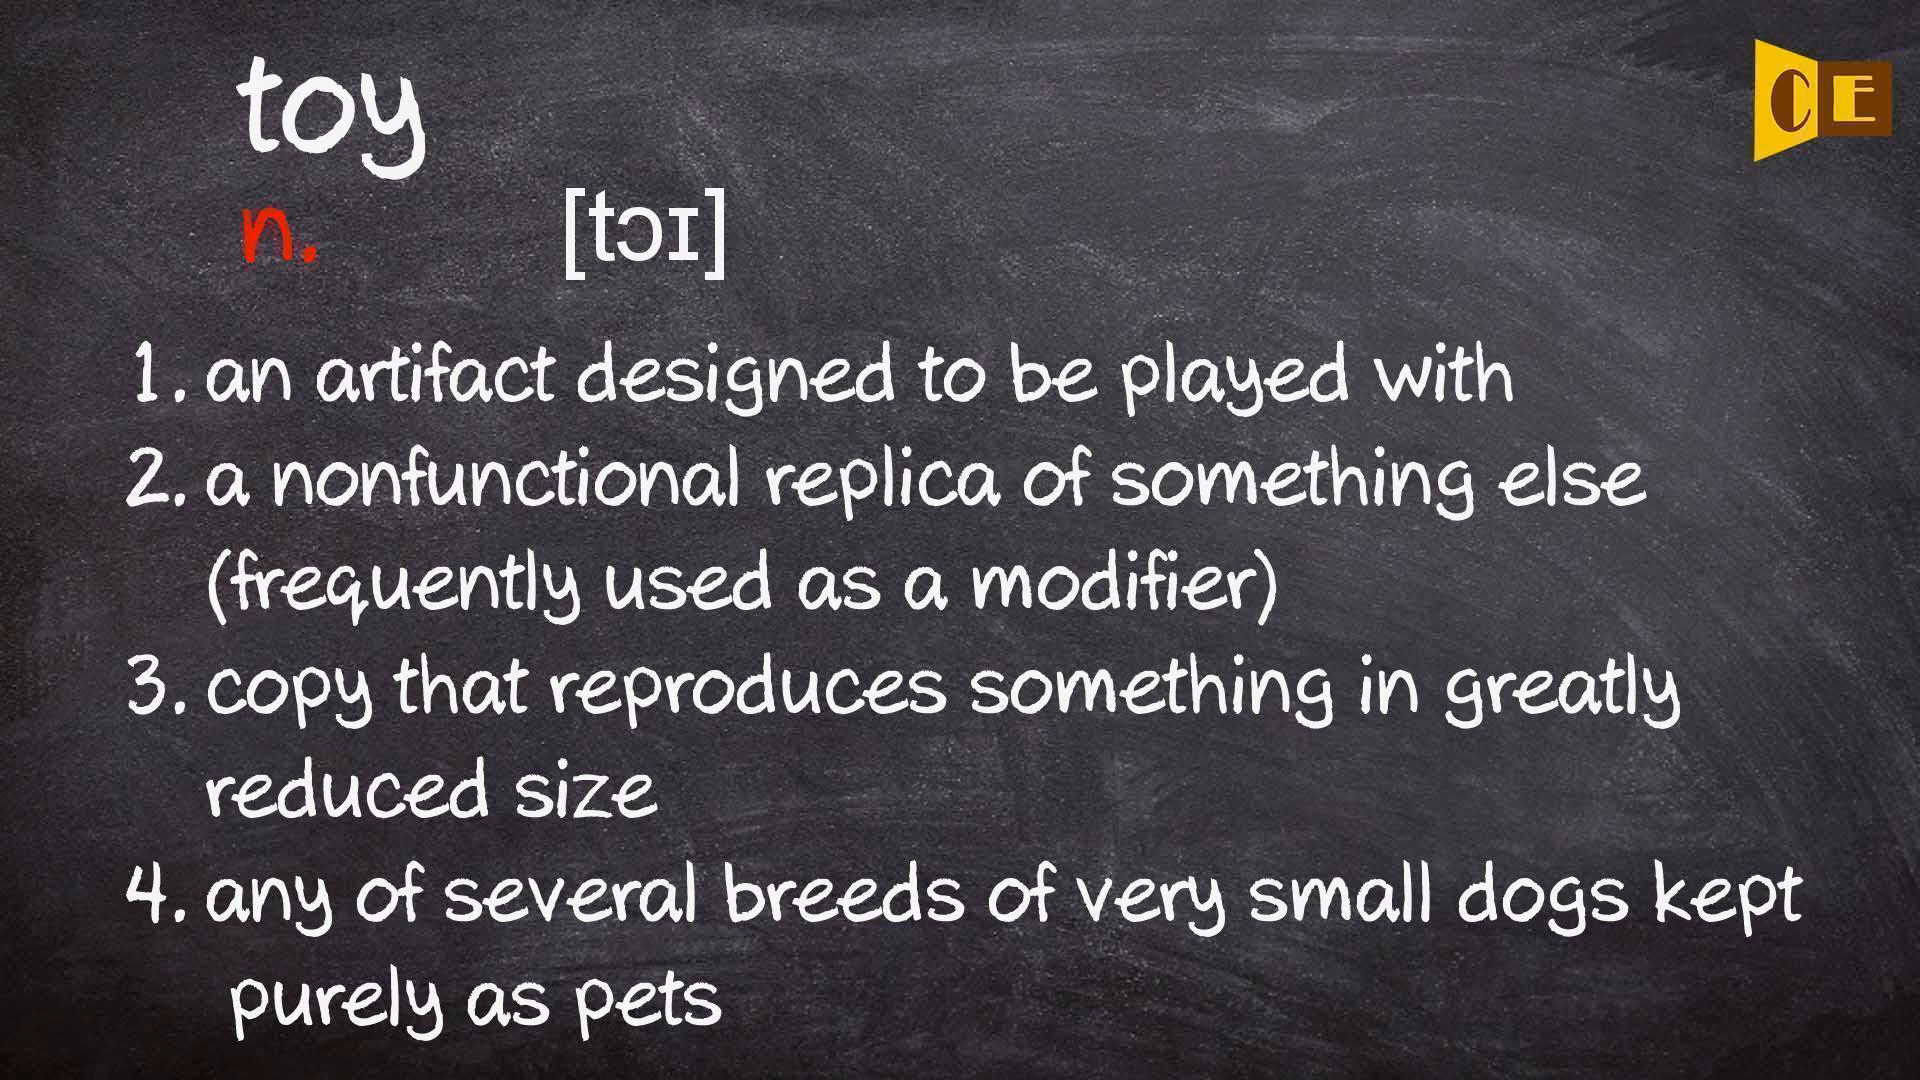 toy
CE
n. [tɔɪ]
1. an artifact designed to be played with
2. a nonfunctional replica of something else
(frequently used as a modifier)
3. copy that reproduces something in greatly
reduced size
4. any of several breeds of very small dogs kept
purely as pets